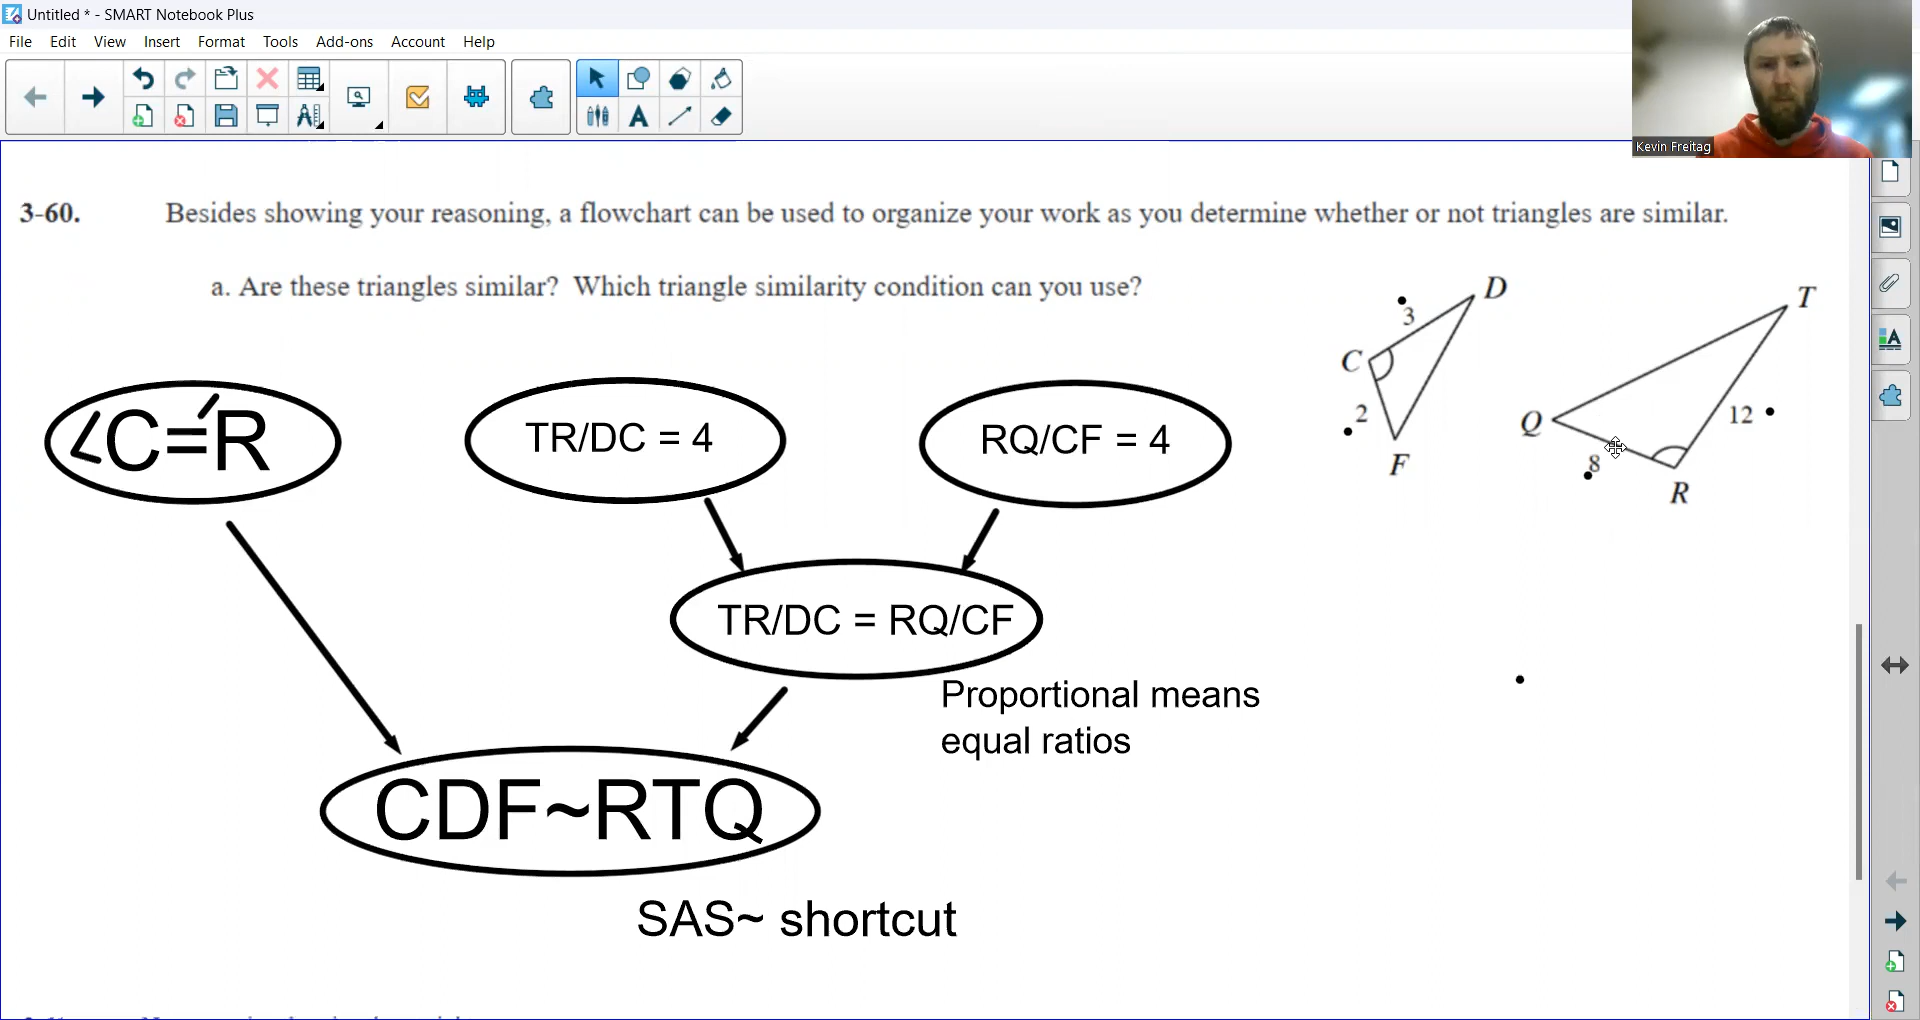 Untitled * - SMART Notebook Plus
File Edit View Insert Format Tools Add-ons Account Help
Kevin Freitag
3-60. Besides showing your reasoning, a flowchart can be used to organize your work as you determine whether or not triangles are similar.
a. Are these triangles similar? Which triangle similarity condition can you use?
D
T
3
C
2
Q
12
F
8
R
∠C=R
TR/DC = 4
RQ/CF = 4
TR/DC = RQ/CF
Proportional means
equal ratios
CDF~RTQ
SAS~ shortcut